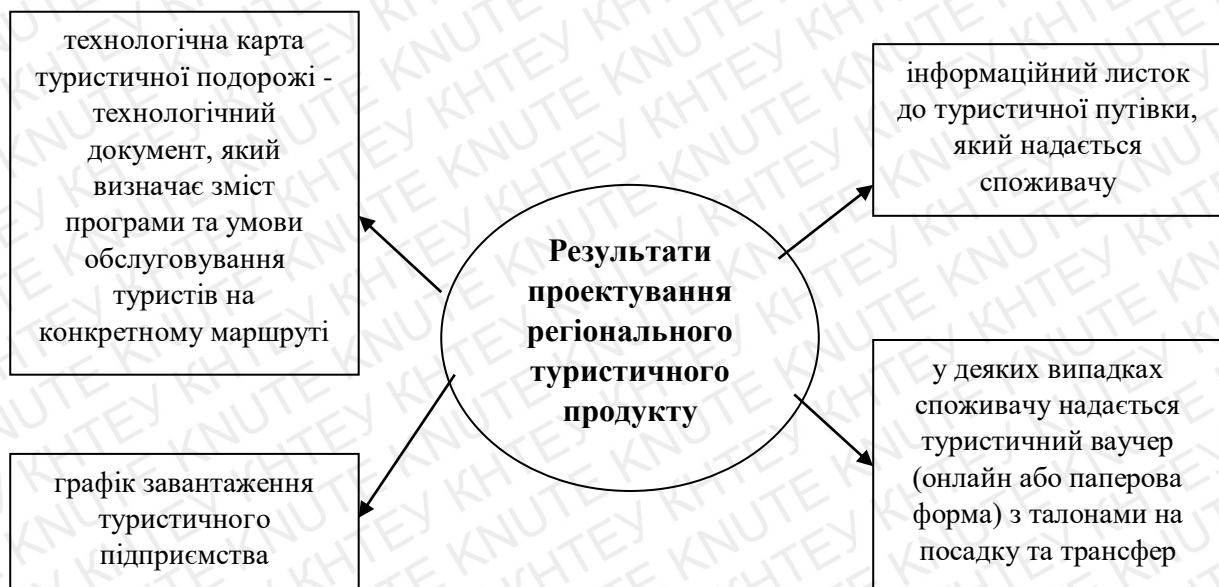 технологічна карта
туристичної подорожі -
технологічний
документ, який
визначає зміст
програми та умови
обслуговування
туристів на
конкретному маршруті
інформаційний листок
до туристичної путівки,
який надається
споживачу
Результати
проектування
регіонального
туристичного
продукту
графік завантаження
туристичного
підприємства
у деяких випадках
споживачу надається
туристичний ваучер
(онлайн або паперова
форма) з талонами на
посадку та трансфер